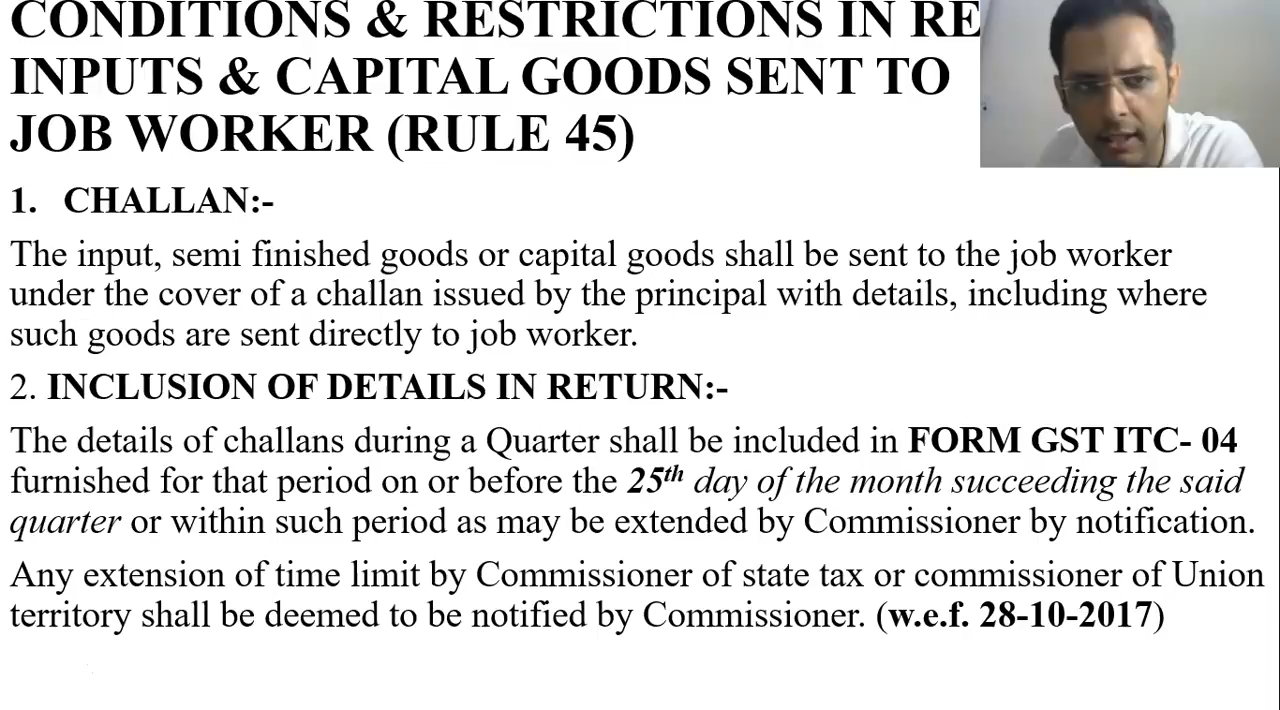 CONDITIONS & RESTRICTIONS IN RE
INPUTS & CAPITAL GOODS SENT TO
JOB WORKER (RULE 45)
1. CHALLAN:-
The input, semi finished goods or capital goods shall be sent to the job worker
under the cover of a challan issued by the principal with details, including where
such goods are sent directly to job worker.
2. INCLUSION OF DETAILS IN RETURN:-
The details of challans during a Quarter shall be included in FORM GST ITC- 04
furnished for that period on or before the 25th day of the month succeeding the said
quarter or within such period as may be extended by Commissioner by notification.
Any extension of time limit by Commissioner of state tax or commissioner of Union
territory shall be deemed to be notified by Commissioner. (w.e.f. 28-10-2017)